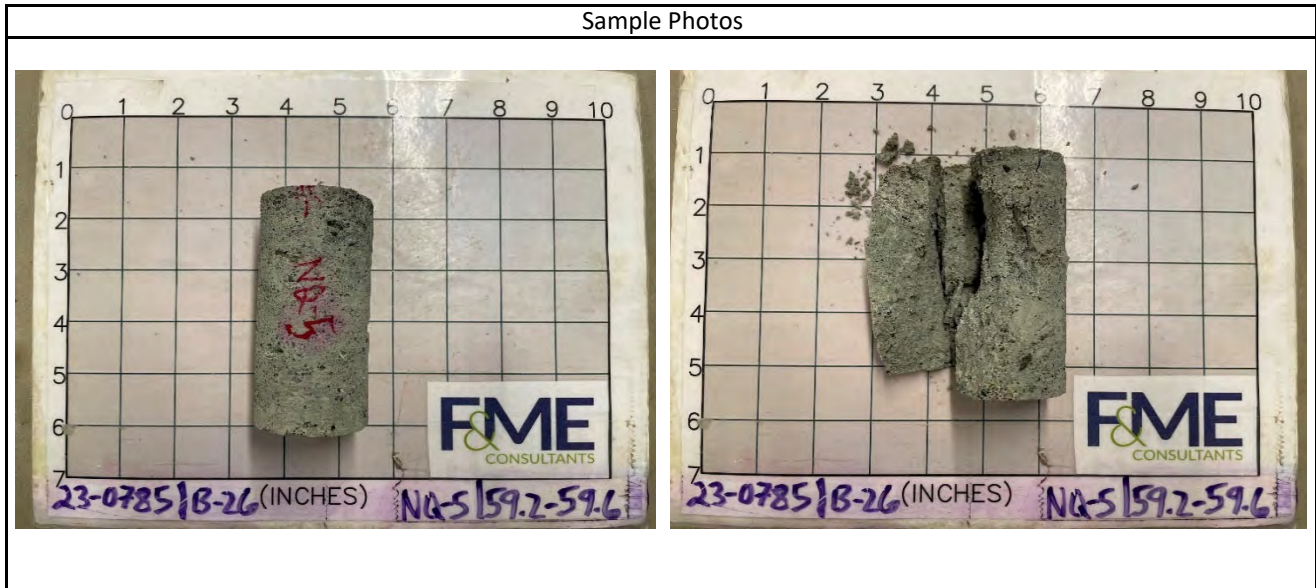 Sample Photos
0 1 2 3 4 5 6 7 8 9 10
1
2
3
4
5
6
7
NQ-5
F&ME
CONSULTANTS
23-0785 | B-26 (INCHES) NQ-5 | 59.2-59.6
0 1 2 3 4 5 6 7 8 9 10
1
2
3
4
5
6
7
F&ME
CONSULTANTS
23-0785 | B-26 (INCHES) NQ-5 | 59.2-59.6